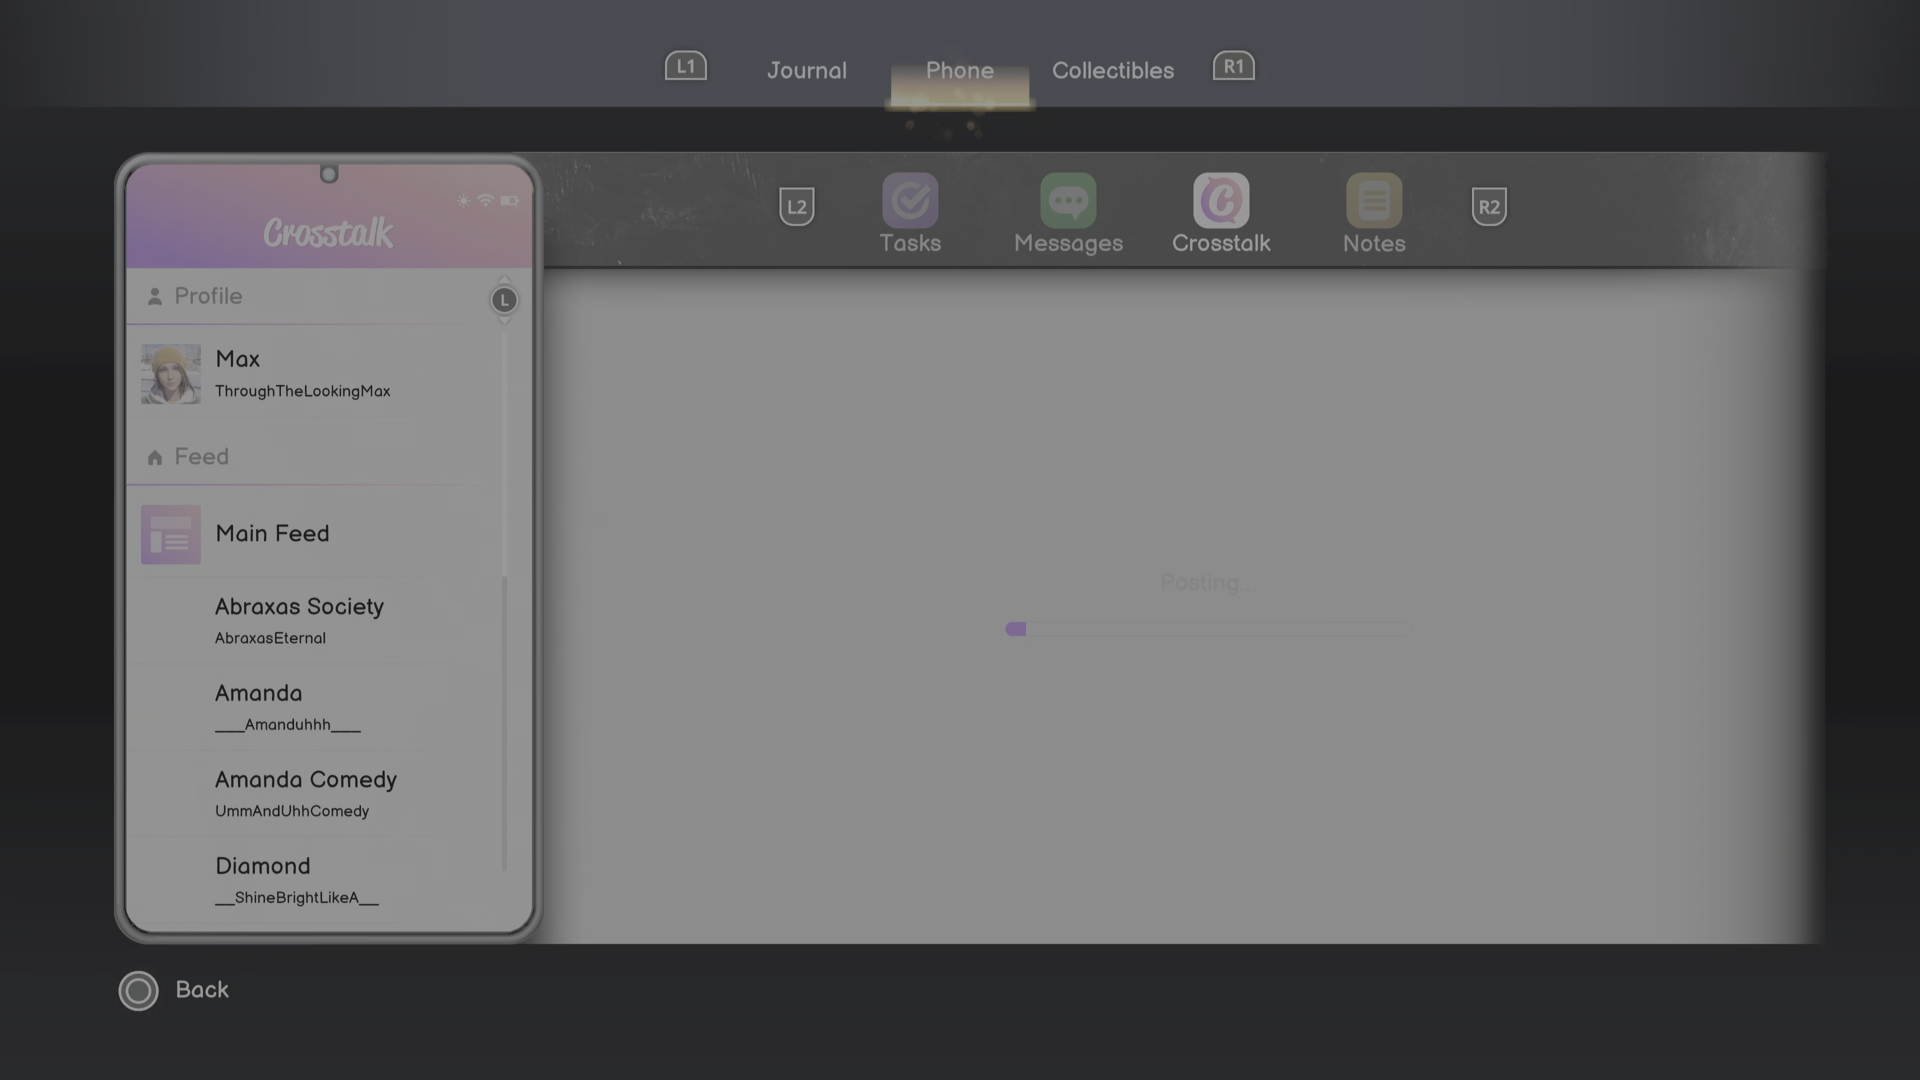 L1
Journal
Phone
Collectibles
R1
Crosstalk
L2
Tasks
Messages
Crosstalk
Notes
R2
Profile
L
Max
ThroughTheLookingMax
Feed
Main Feed
Abraxas Society
AbraxasEternal
Amanda
___Amanduhhh___
Amanda Comedy
UmmAndUhhComedy
Diamond
__ShineBrightLikeA__
Posting...
Back